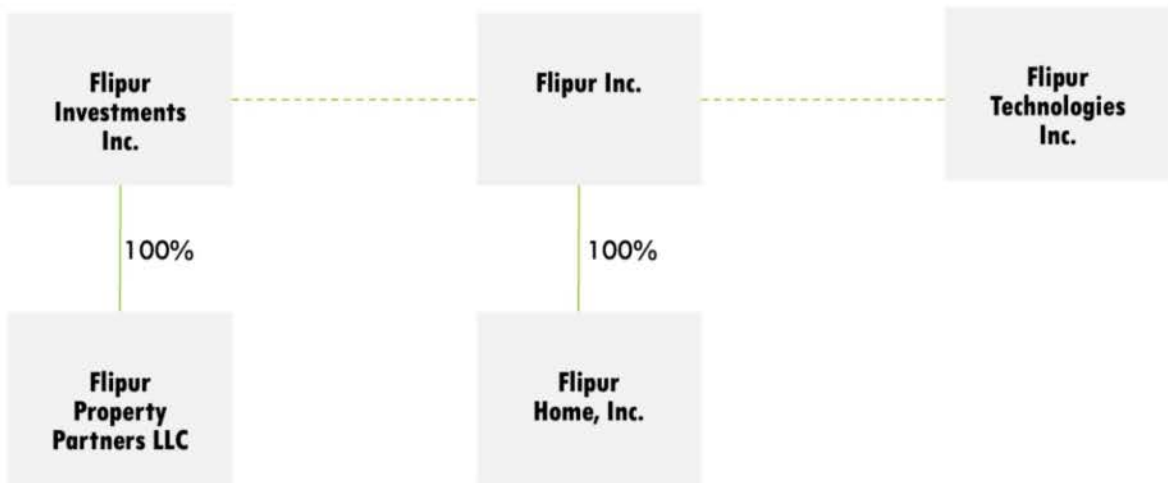 Flipur
Investments
Inc.
Flipur Inc.
Flipur
Technologies
Inc.
100%
100%
Flipur
Property
Partners LLC
Flipur
Home, Inc.